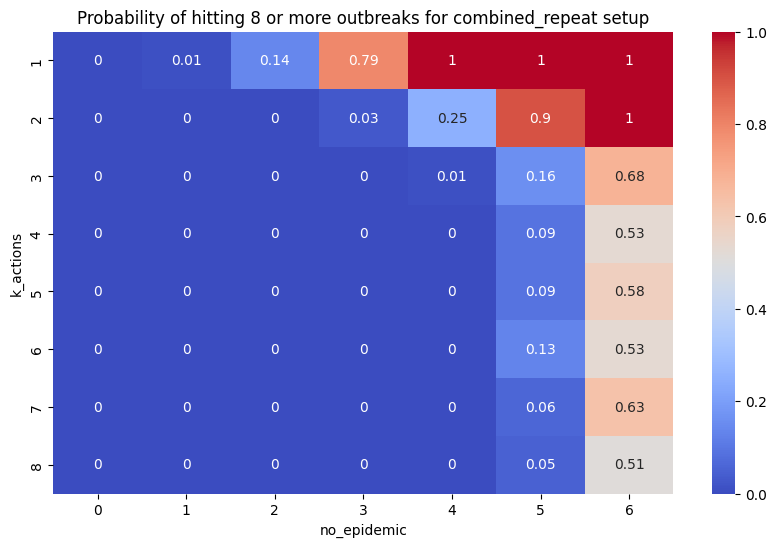 Probability of hitting 8 or more outbreaks for combined_repeat setup
k_actions
1 0 0.01 0.14 0.79 1 1 1
2 0 0 0 0.03 0.25 0.9 1
3 0 0 0 0 0.01 0.16 0.68
4 0 0 0 0 0 0.09 0.53
5 0 0 0 0 0 0.09 0.58
6 0 0 0 0 0 0.13 0.53
7 0 0 0 0 0 0.06 0.63
8 0 0 0 0 0 0.05 0.51
0 1 2 3 4 5 6
no_epidemic
1.0
0.8
0.6
0.4
0.2
0.0